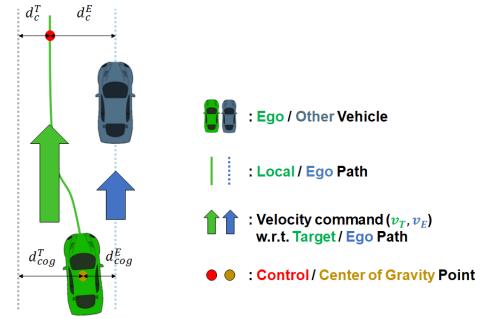 d_c^T d_c^E
: Ego / Other Vehicle
: Local / Ego Path
: Velocity command (v_T, v_E)
w.r.t. Target / Ego Path
d_cog^T d_cog^E
: Control / Center of Gravity Point